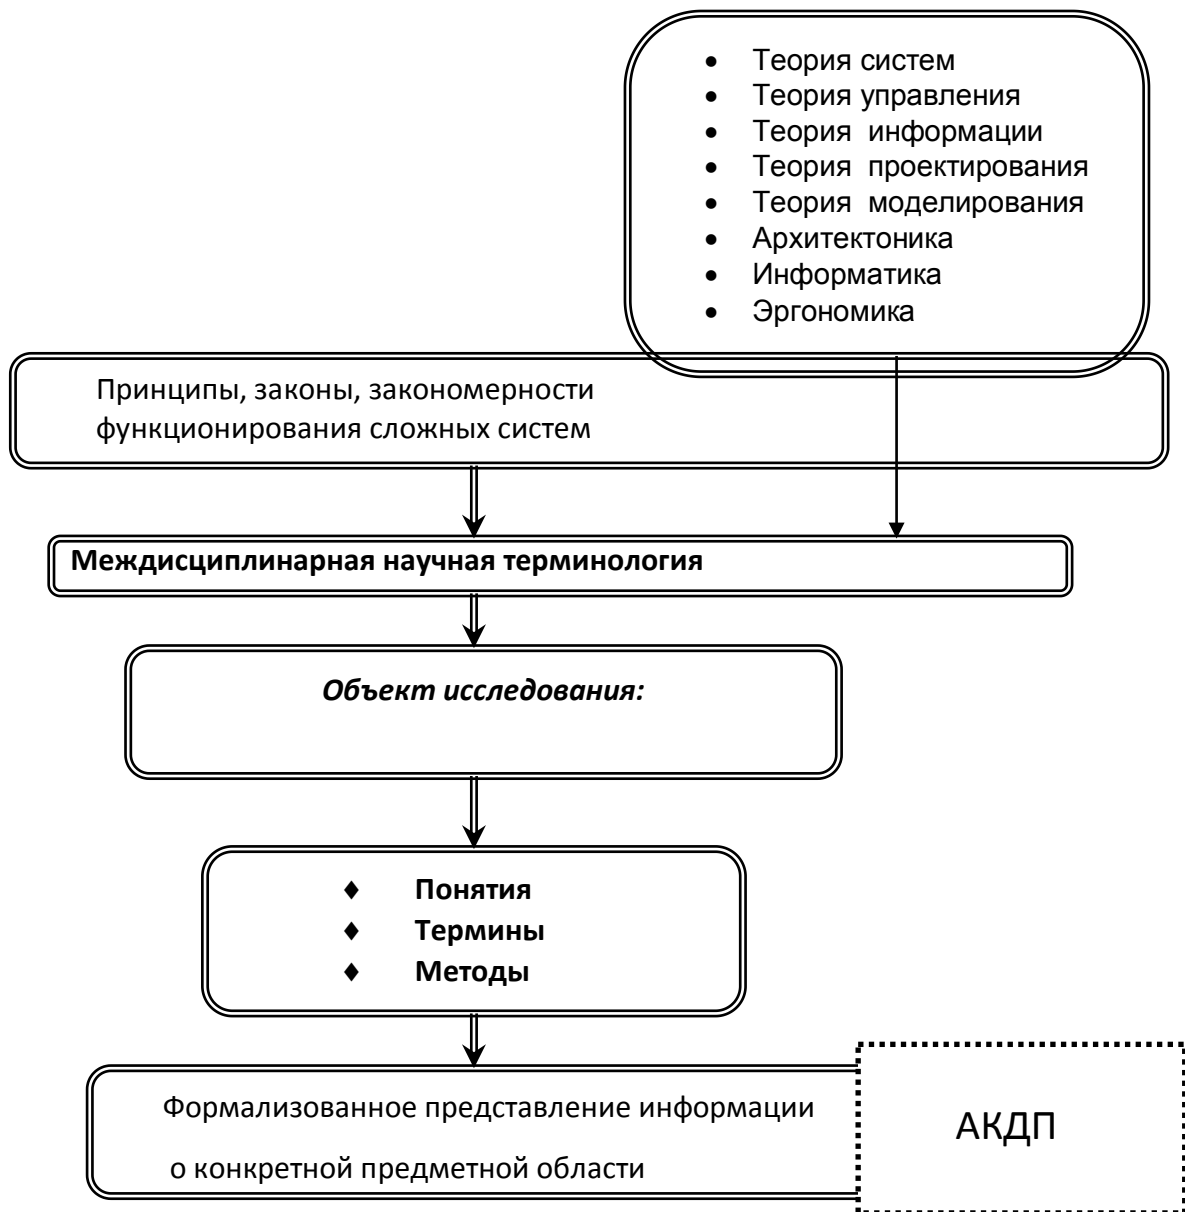 • Теория систем
• Теория управления
• Теория информации
• Теория проектирования
• Теория моделирования
• Архитектоника
• Информатика
• Эргономика
Принципы, законы, закономерности
функционирования сложных систем
Междисциплинарная научная терминология
Объект исследования:
♦ Понятия
♦ Термины
♦ Методы
Формализованное представление информации
о конкретной предметной области
АКДП